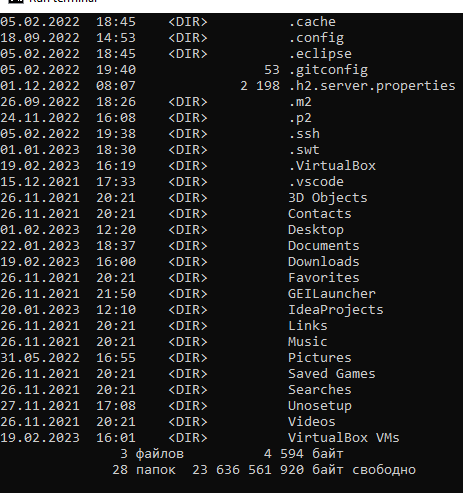 05.02.2022  18:45    <DIR>          .cache
18.09.2022  14:53    <DIR>          .config
05.02.2022  18:45    <DIR>          .eclipse
05.02.2022  19:40                53 .gitconfig
01.12.2022  08:07             2 198 .h2.server.properties
26.09.2022  18:26    <DIR>          .m2
24.11.2022  16:08    <DIR>          .p2
05.02.2022  19:38    <DIR>          .ssh
01.01.2023  18:30    <DIR>          .swt
19.02.2023  16:19    <DIR>          .VirtualBox
15.12.2021  17:33    <DIR>          .vscode
26.11.2021  20:21    <DIR>          3D Objects
26.11.2021  20:21    <DIR>          Contacts
01.02.2023  12:20    <DIR>          Desktop
22.01.2023  18:37    <DIR>          Documents
19.02.2023  16:00    <DIR>          Downloads
26.11.2021  20:21    <DIR>          Favorites
26.11.2021  21:50    <DIR>          GEILauncher
20.01.2023  12:10    <DIR>          IdeaProjects
26.11.2021  20:21    <DIR>          Links
26.11.2021  20:21    <DIR>          Music
31.05.2022  16:55    <DIR>          Pictures
26.11.2021  20:21    <DIR>          Saved Games
26.11.2021  20:21    <DIR>          Searches
27.11.2021  17:08    <DIR>          Unosetup
26.11.2021  20:21    <DIR>          Videos
19.02.2023  16:01    <DIR>          VirtualBox VMs
3 файлов          4 594 байт
28 папок  23 636 561 920 байт свободно